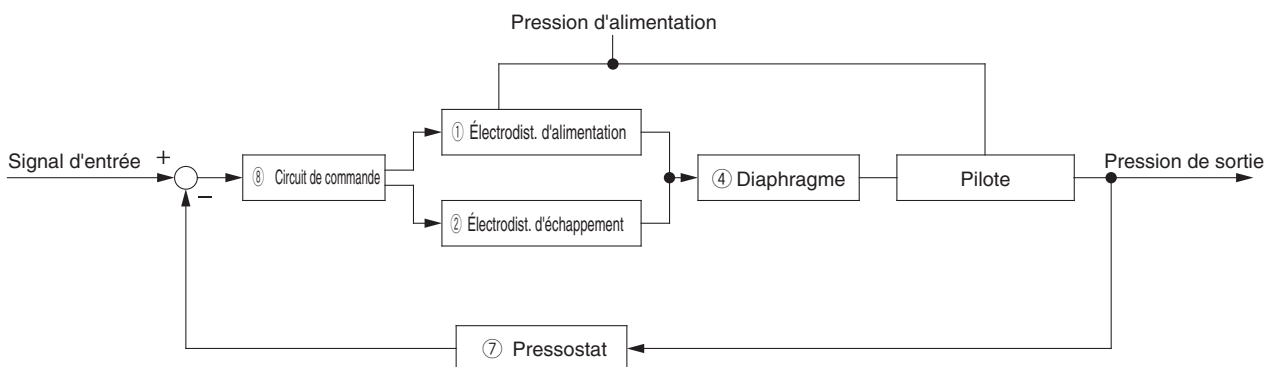 Pression d'alimentation
① Électrodist. d'alimentation
Signal d'entrée
+
−
⑧ Circuit de commande
④ Diaphragme
Pilote
Pression de sortie
② Électrodist. d'échappement
⑦ Pressostat